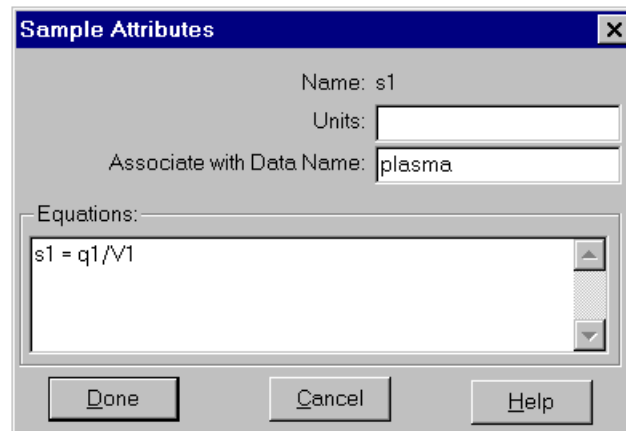 Sample Attributes
Name: s1
Units:
Associate with Data Name: plasma
Equations:
s1 = q1/V1
Done Cancel Help